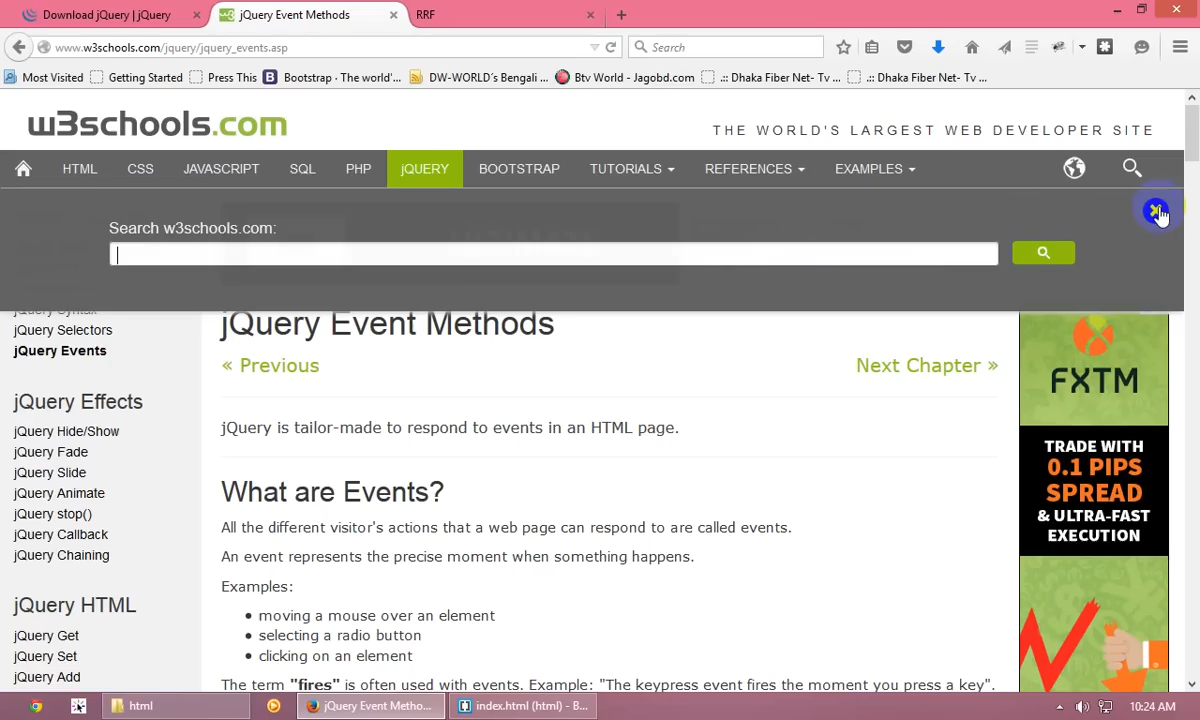 Download jQuery | jQuery
jQuery Event Methods
RRF
www.w3schools.com/jquery/jquery_events.asp
Search
Most Visited
Getting Started
Press This
Bootstrap · The world'...
DW-WORLD´s Bengali ...
Btv World - Jagobd.com
.:: Dhaka Fiber Net- Tv ...
.:: Dhaka Fiber Net- Tv ...
w3schools.com
THE WORLD'S LARGEST WEB DEVELOPER SITE
HTML CSS JAVASCRIPT SQL PHP jQUERY BOOTSTRAP TUTORIALS REFERENCES EXAMPLES
Search w3schools.com:
jQuery Syntax
jQuery Selectors
jQuery Events
jQuery Effects
jQuery Hide/Show
jQuery Fade
jQuery Slide
jQuery Animate
jQuery stop()
jQuery Callback
jQuery Chaining
jQuery HTML
jQuery Get
jQuery Set
jQuery Add
jQuery Event Methods
« Previous
Next Chapter »
jQuery is tailor-made to respond to events in an HTML page.
What are Events?
All the different visitor's actions that a web page can respond to are called events.
An event represents the precise moment when something happens.
Examples:
• moving a mouse over an element
• selecting a radio button
• clicking on an element
The term "fires" is often used with events. Example: "The keypress event fires the moment you press a key".
FXTM
TRADE WITH
0.1 PIPS
SPREAD
& ULTRA-FAST
EXECUTION
html
jQuery Event Metho...
index.html (html) - B...
10:24 AM